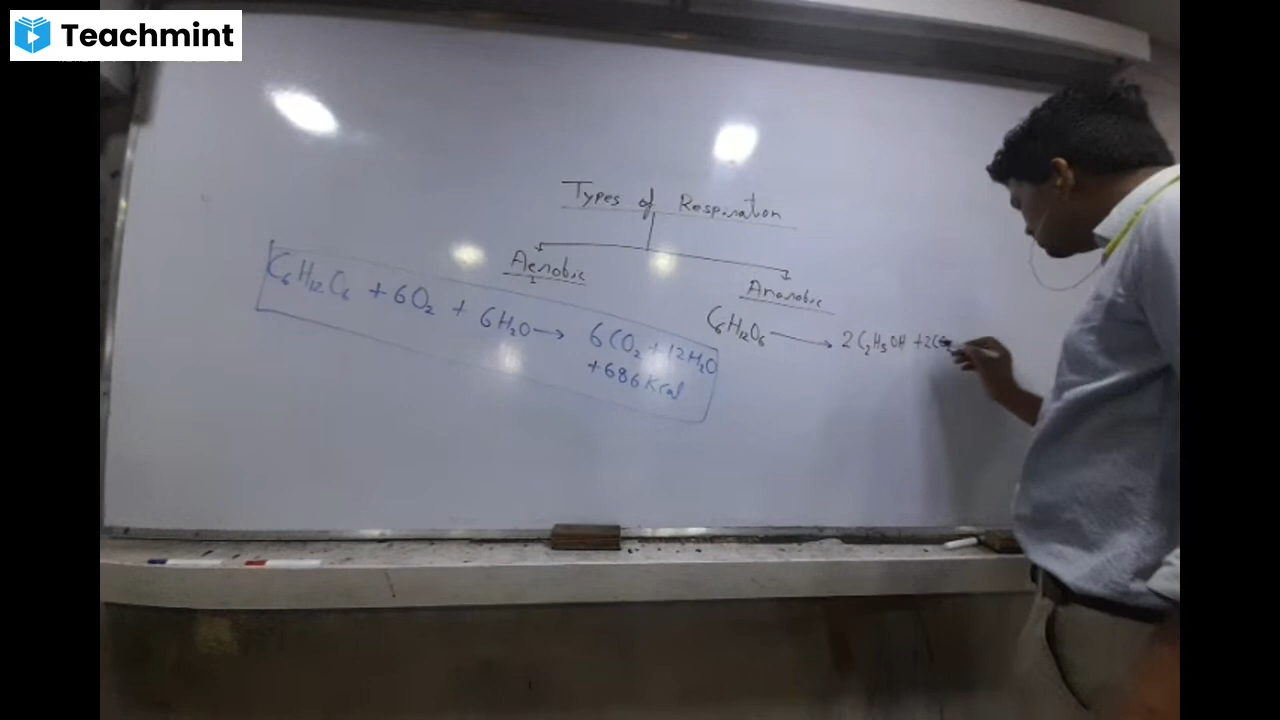 Teachmint
Types of Respiration
Aerobic
Anaerobic
C6H12O6 + 6O2 + 6H2O → 6CO2 + 12H2O
+ 686 Kcal
C6H12O6 → 2C2H5OH + 2CO